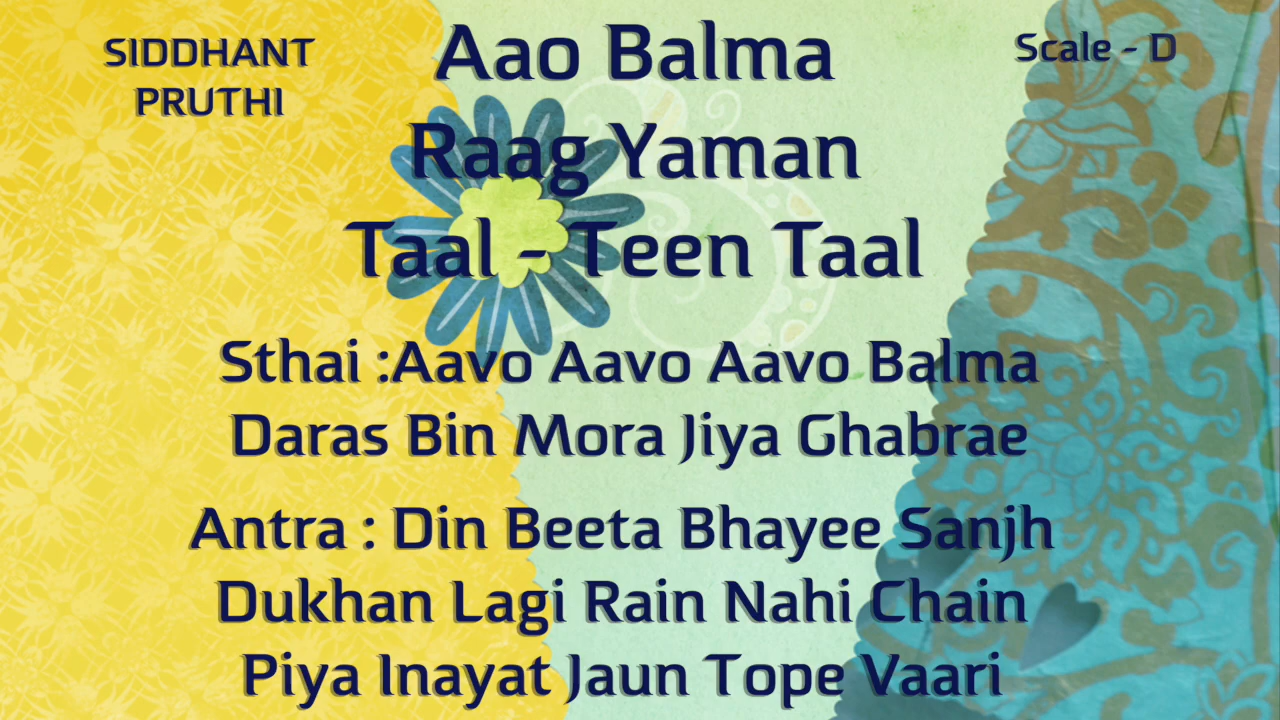 SIDDHANT
PRUTHI
Aao Balma
Scale - D
Raag Yaman
Taal - Teen Taal
Sthai :Aavo Aavo Aavo Balma
Daras Bin Mora Jiya Ghabrae
Antra : Din Beeta Bhayee Sanjh
Dukhan Lagi Rain Nahi Chain
Piya Inayat Jaun Tope Vaari